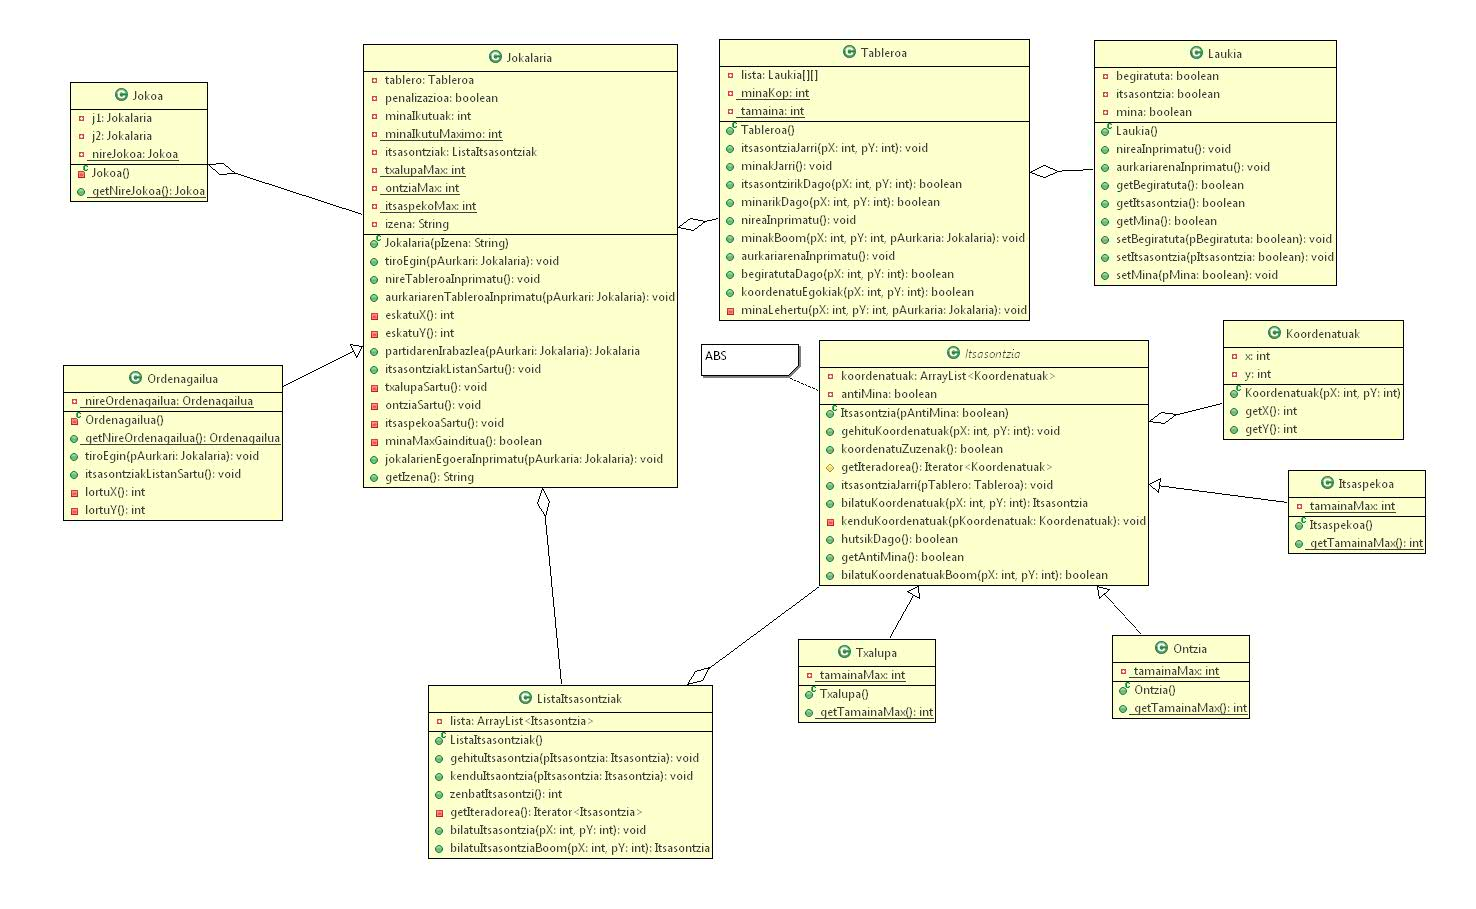 Jokoa
j1: Jokalaria
j2: Jokalaria
nireJokoa: Jokoa
Jokoa()
getNireJokoa(): Jokoa
Jokalaria
tablero: Tableroa
penalizazioa: boolean
minaIkutuak: int
minaIkutuMaximo: int
itsasontziak: ListaItsasontziak
txalupaMax: int
ontziaMax: int
itsaspekoMax: int
izena: String
Jokalaria(pIzena: String)
tiroEgin(pAurkari: Jokalaria): void
nireTableroaInprimatu(): void
aurkariarenTableroaInprimatu(pAurkari: Jokalaria): void
eskatuX(): int
eskatuY(): int
partidarenIrabazlea(pAurkari: Jokalaria): Jokalaria
itsasontziakListanSartu(): void
txalupaSartu(): void
ontziaSartu(): void
itsaspekoaSartu(): void
minaMaxGainditua(): boolean
jokalarienEgoeraInprimatu(pAurkaria: Jokalaria): void
getIzena(): String
Tableroa
lista: Laukia[][]
minaKop: int
tamaina: int
Tableroa()
itsasontziaJarri(pX: int, pY: int): void
minakJarri(): void
itsasontzirikDago(pX: int, pY: int): boolean
minarikDago(pX: int, pY: int): boolean
nireaInprimatu(): void
minakBoom(pX: int, pY: int, pAurkaria: Jokalaria): void
aurkariarenaInprimatu(): void
begiratutaDago(pX: int, pY: int): boolean
koordenatuEgokiak(pX: int, pY: int): boolean
minaLehertu(pX: int, pY: int, pAurkaria: Jokalaria): void
Laukia
begiratuta: boolean
itsasontzia: boolean
mina: boolean
Laukia()
nireaInprimatu(): void
aurkariarenaInprimatu(): void
getBegiratuta(): boolean
getItsasontzia(): boolean
getMina(): boolean
setBegiratuta(pBegiratuta: boolean): void
setItsasontzia(pItsasontzia: boolean): void
setMina(pMina: boolean): void
Ordenagailua
nireOrdenagailua: Ordenagailua
Ordenagailua()
getNireOrdenagailua(): Ordenagailua
tiroEgin(pAurkari: Jokalaria): void
itsasontziakListanSartu(): void
lortuX(): int
lortuY(): int
ABS
Itsasontzia
koordenatuak: ArrayList<Koordenatuak>
antiMina: boolean
Itsasontzia(pAntiMina: boolean)
gehituKoordenatuak(pX: int, pY: int): void
koordenatuZuzenak(): boolean
getIteradorea(): Iterator<Koordenatuak>
itsasontziaJarri(pTablero: Tableroa): void
bilatuKoordenatuak(pX: int, pY: int): Itsasontzia
kenduKoordenatuak(pKoordenatuak: Koordenatuak): void
hutsikDago(): boolean
getAntiMina(): boolean
bilatuKoordenatuakBoom(pX: int, pY: int): boolean
Koordenatuak
x: int
y: int
Koordenatuak(pX: int, pY: int)
getX(): int
getY(): int
Itsaspekoa
tamainaMax: int
Itsaspekoa()
getTamainaMax(): int
Txalupa
tamainaMax: int
Txalupa()
getTamainaMax(): int
Ontzia
tamainaMax: int
Ontzia()
getTamainaMax(): int
ListaItsasontziak
lista: ArrayList<Itsasontzia>
ListaItsasontziak()
gehituItsasontzia(pItsasontzia: Itsasontzia): void
kenduItsaontzia(pItsasontzia: Itsasontzia): void
zenbatItsasontzi(): int
getIteradorea(): Iterator<Itsasontzia>
bilatuItsasontzia(pX: int, pY: int): void
bilatuItsasontziaBoom(pX: int, pY: int): Itsasontzia